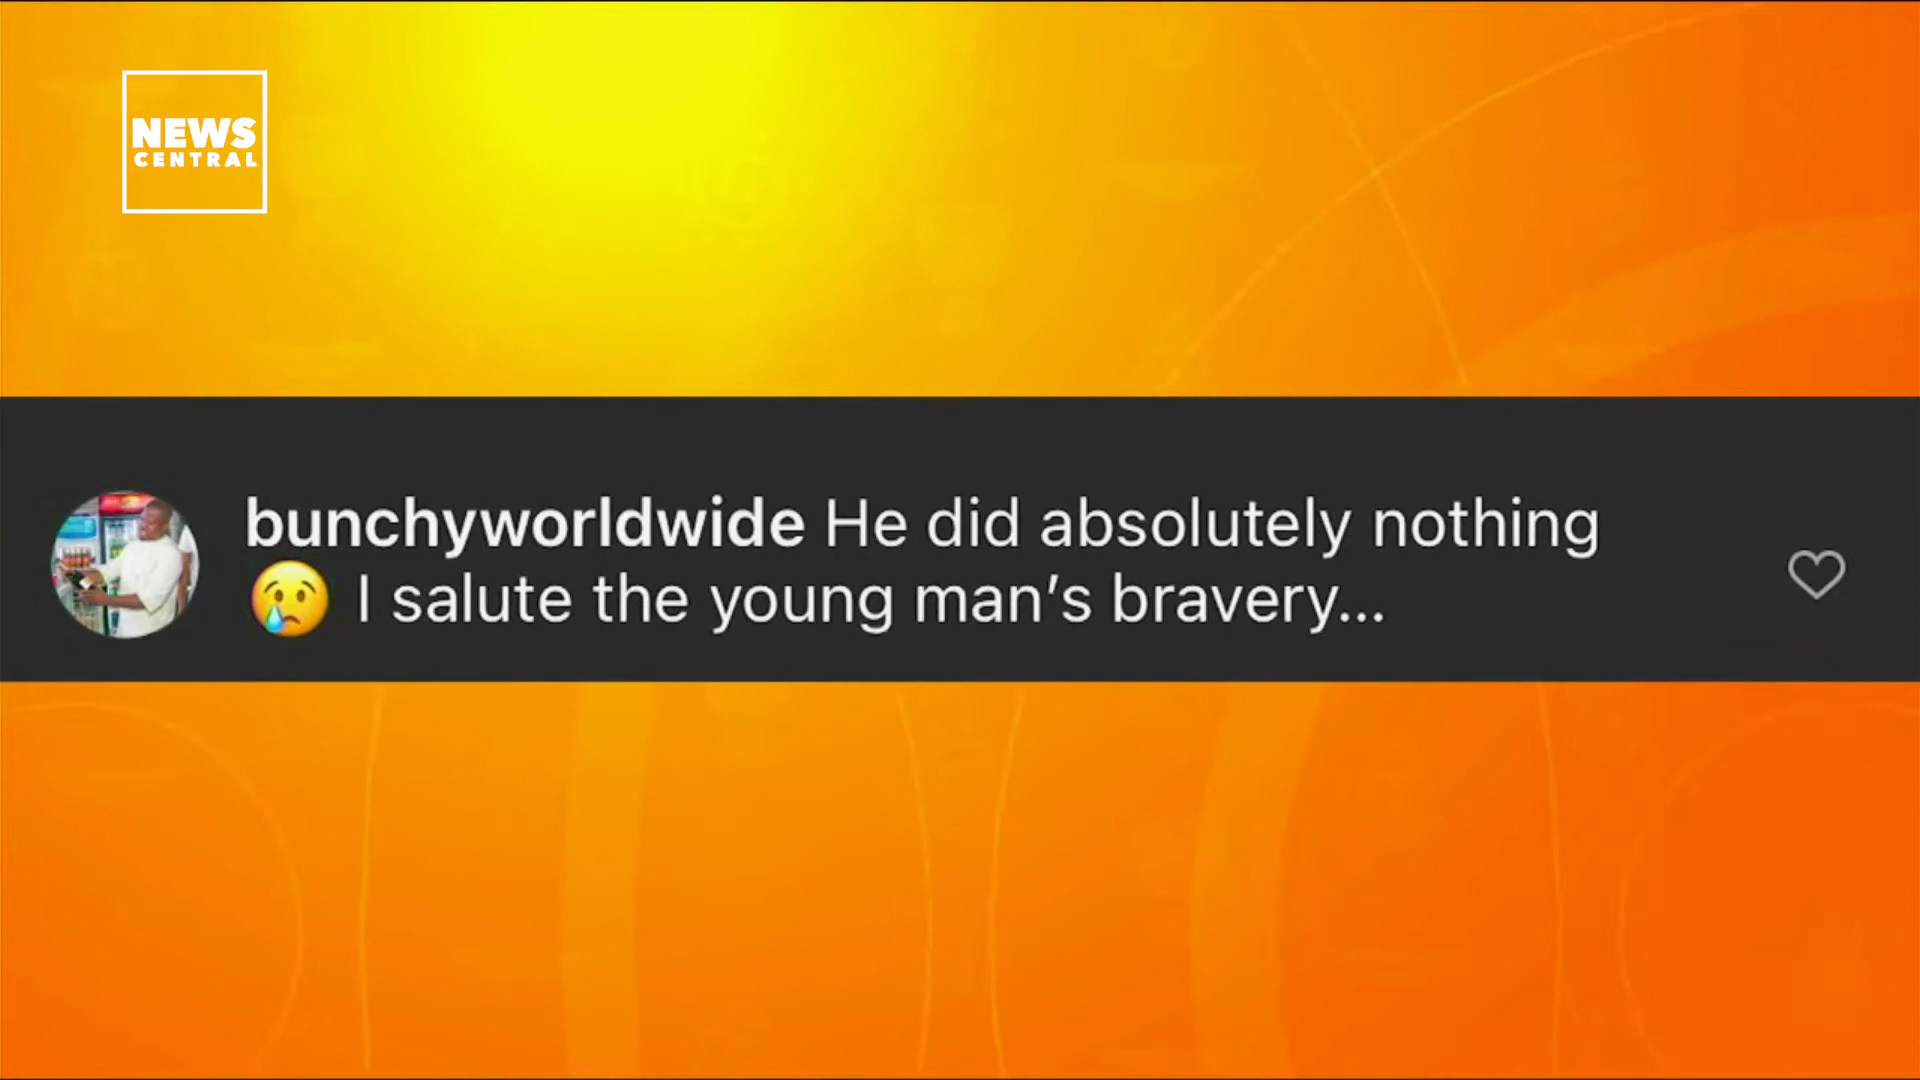 NEWS
CENTRAL
bunchyworldwide He did absolutely nothing
😢 I salute the young man’s bravery...